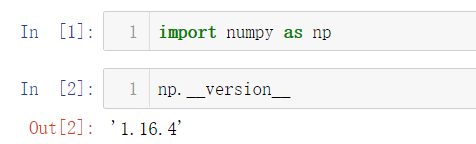 In [1]: 1 import numpy as np
In [2]: 1 np.__version__
Out[2]: '1.16.4'